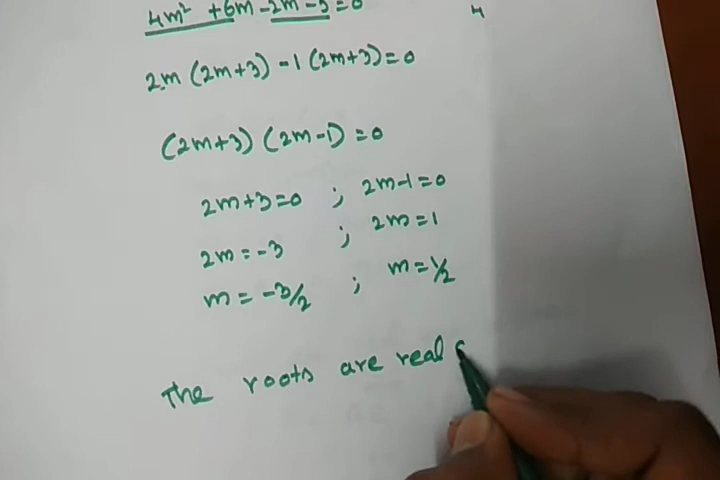 4m² + 6m - 2m - 3 = 0
4
2m (2m+3) - 1 (2m+3) = 0
(2m+3) (2m-1) = 0
2m+3=0 ; 2m-1=0
2m = -3 ; 2m = 1
m = -3/2 ; m = 1/2
The roots are real